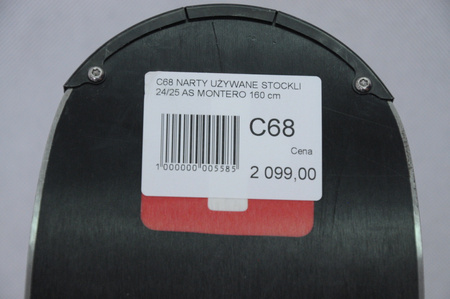 C68 NARTY UŻYWANE STOCKLI
24/25 AS MONTERO 160 cm
C68
Cena
1 000000 005585
2 099,00